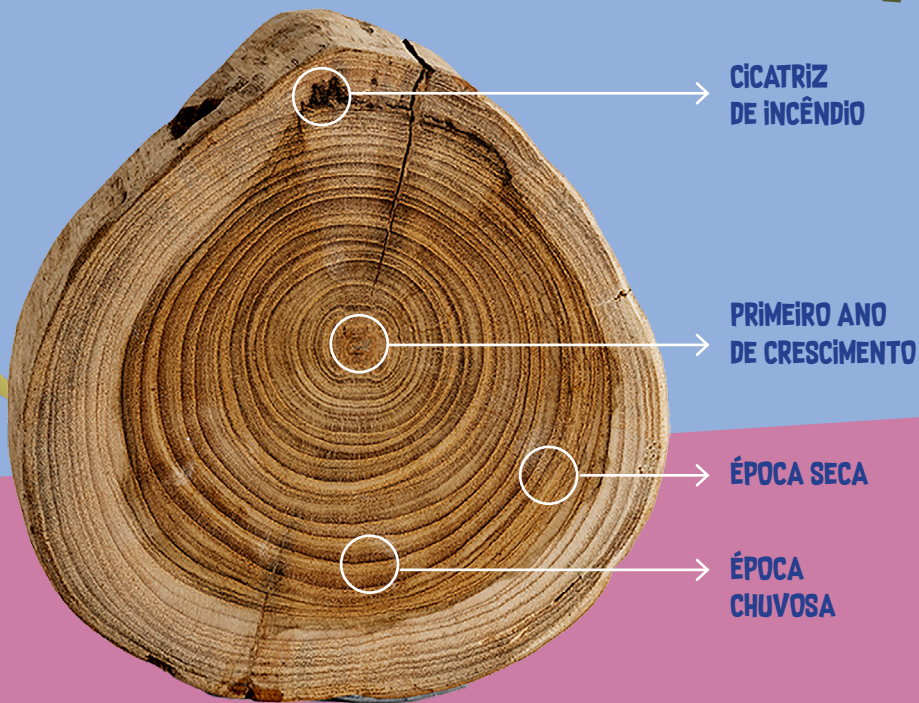 CICATRIZ
DE INCÊNDIO
PRIMEIRO ANO
DE CRESCIMENTO
ÉPOCA SECA
ÉPOCA
CHUVOSA